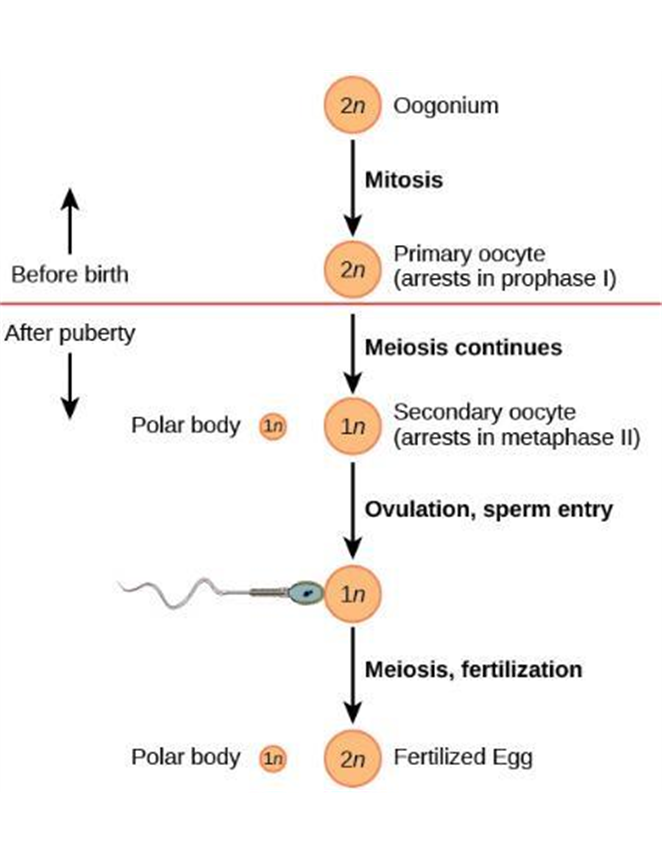 2n Oogonium
Mitosis
Primary oocyte
2n (arrests in prophase I)
Before birth
After puberty
Meiosis continues
Secondary oocyte
Polar body 1n 1n (arrests in metaphase II)
Ovulation, sperm entry
1n
Meiosis, fertilization
Polar body 1n 2n Fertilized Egg